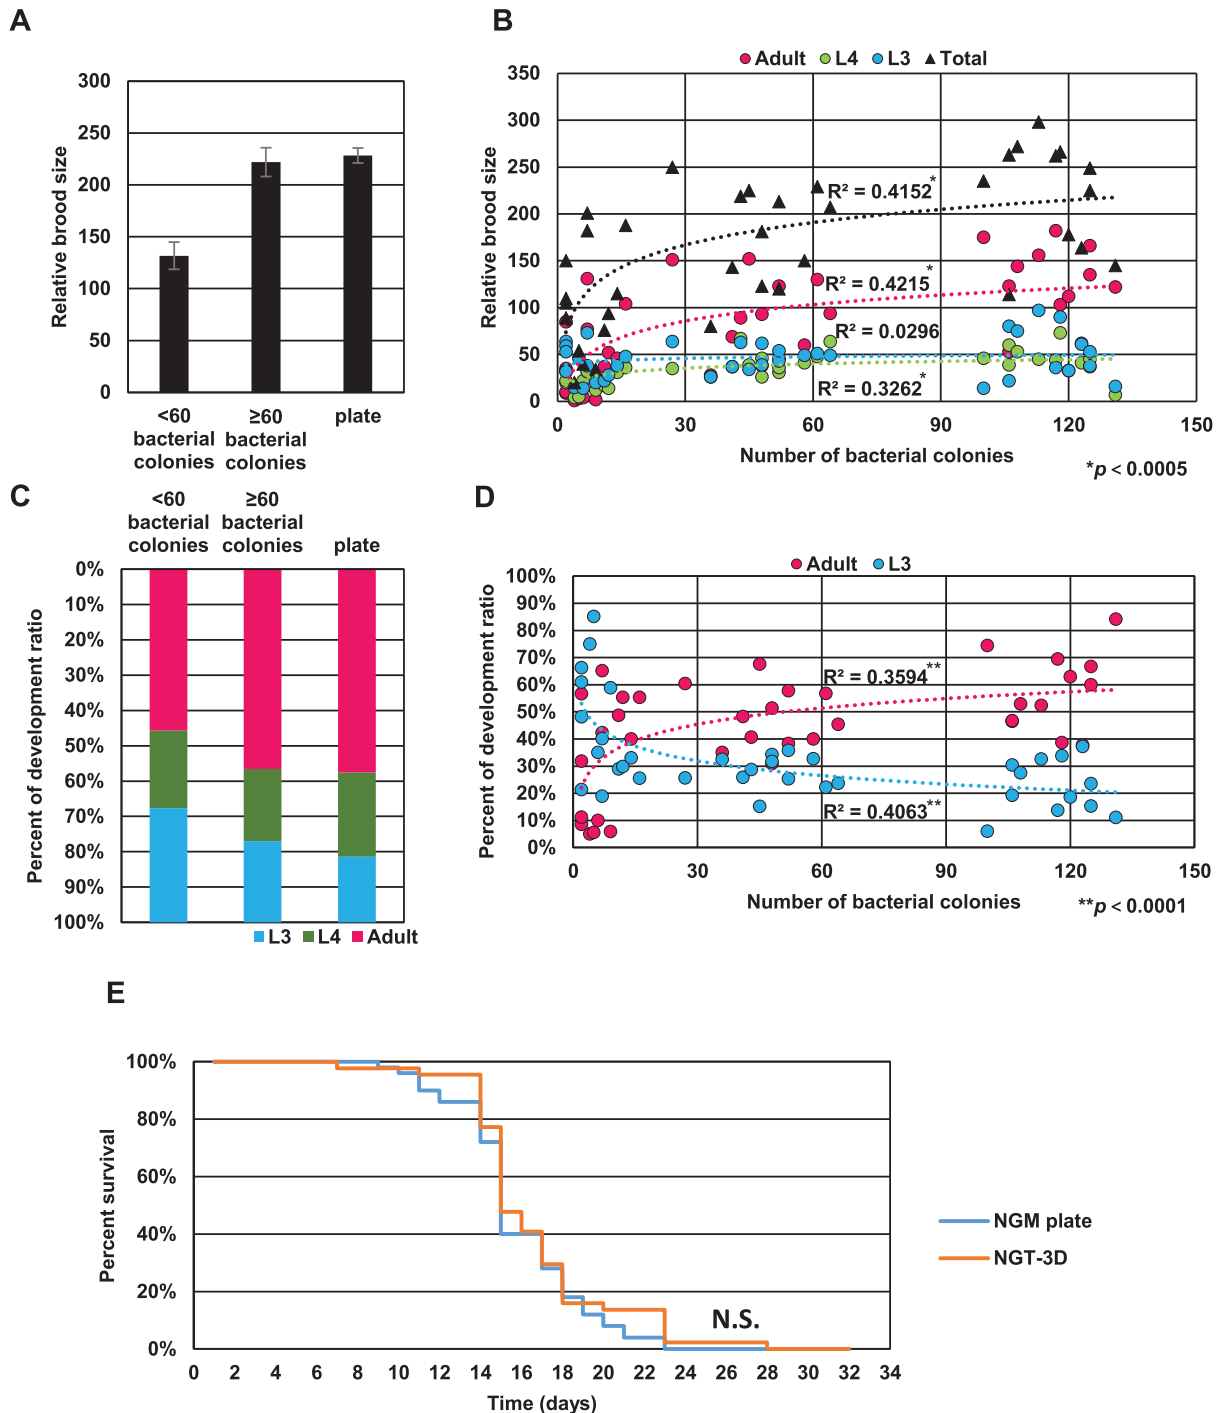 A
300
250
200
150
100
50
0
Relative brood size
<60
bacterial
colonies
≥60
bacterial
colonies
plate
B
Adult L4 L3 Total
350
300
250
200
150
100
50
0
Relative brood size
R² = 0.4152*
R² = 0.4215*
R² = 0.0296
R² = 0.3262*
0 30 60 90 120 150
Number of bacterial colonies
*p < 0.0005
C
<60
bacterial
colonies
≥60
bacterial
colonies
plate
0%
10%
20%
30%
40%
50%
60%
70%
80%
90%
100%
Percent of development ratio
L3 L4 Adult
D
Adult L3
100%
90%
80%
70%
60%
50%
40%
30%
20%
10%
0%
Percent of development ratio
R² = 0.3594**
R² = 0.4063**
0 30 60 90 120 150
Number of bacterial colonies
**p < 0.0001
E
100%
80%
60%
40%
20%
0%
Percent survival
N.S.
0 2 4 6 8 10 12 14 16 18 20 22 24 26 28 30 32 34
Time (days)
NGM plate
NGT-3D